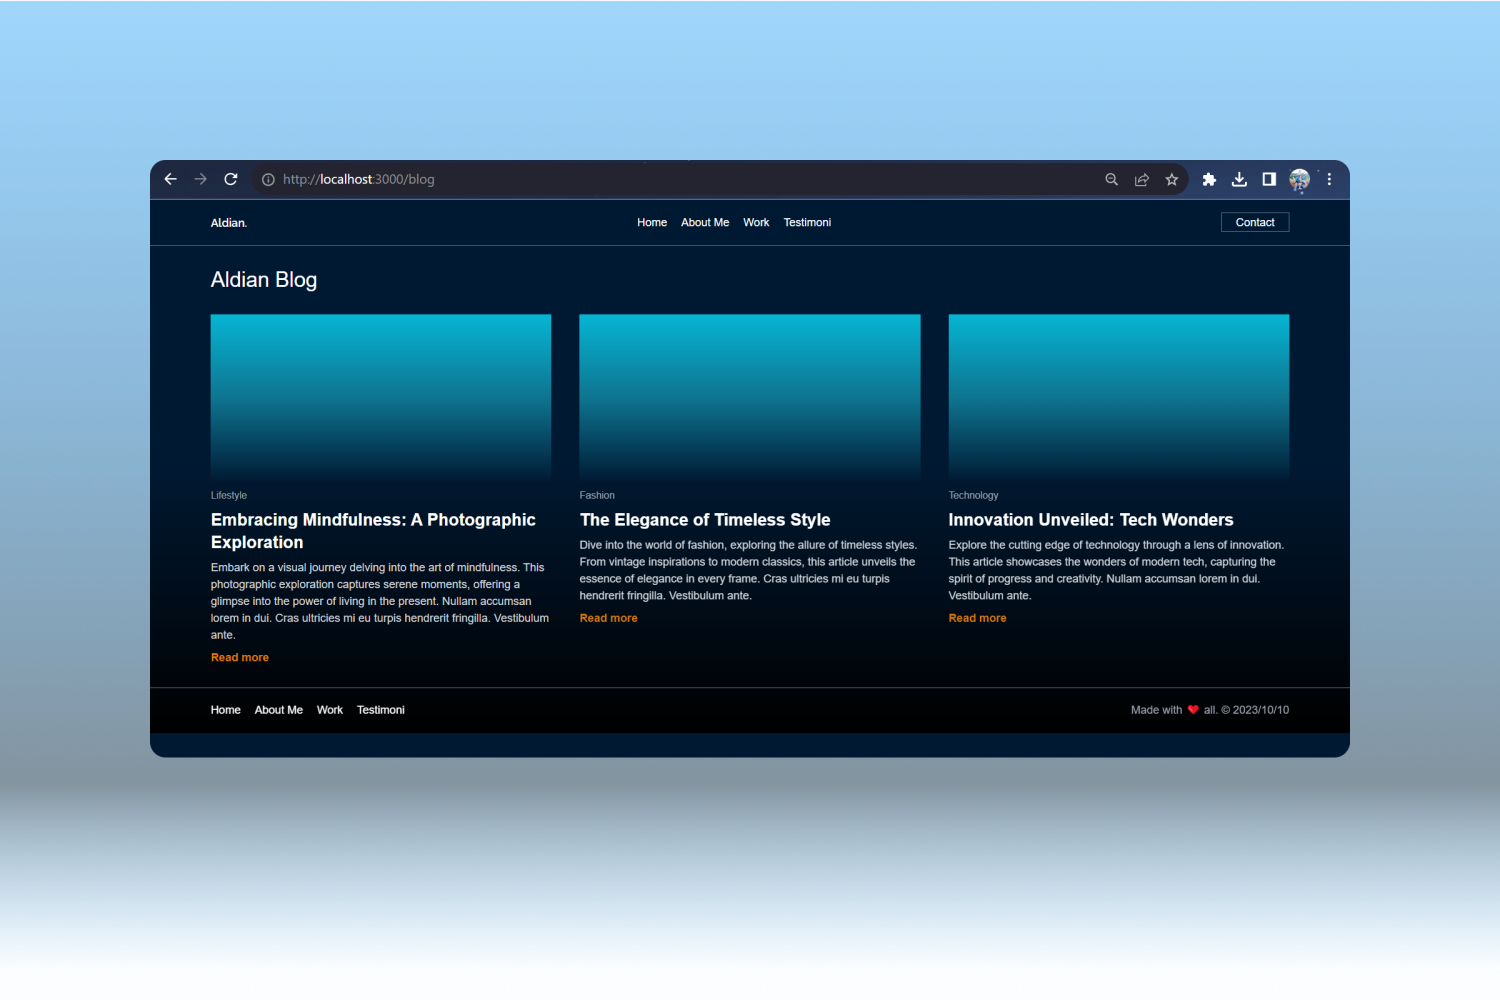 http://localhost:3000/blog
Aldian.
Home About Me Work Testimoni
Contact
Aldian Blog
Lifestyle
Embracing Mindfulness: A Photographic
Exploration
Embark on a visual journey delving into the art of mindfulness. This
photographic exploration captures serene moments, offering a
glimpse into the power of living in the present. Nullam accumsan
lorem in dui. Cras ultricies mi eu turpis hendrerit fringilla. Vestibulum
ante.
Read more
Fashion
The Elegance of Timeless Style
Dive into the world of fashion, exploring the allure of timeless styles.
From vintage inspirations to modern classics, this article unveils the
essence of elegance in every frame. Cras ultricies mi eu turpis
hendrerit fringilla. Vestibulum ante.
Read more
Technology
Innovation Unveiled: Tech Wonders
Explore the cutting edge of technology through a lens of innovation.
This article showcases the wonders of modern tech, capturing the
spirit of progress and creativity. Nullam accumsan lorem in dui.
Vestibulum ante.
Read more
Home About Me Work Testimoni
Made with ❤ all. © 2023/10/10